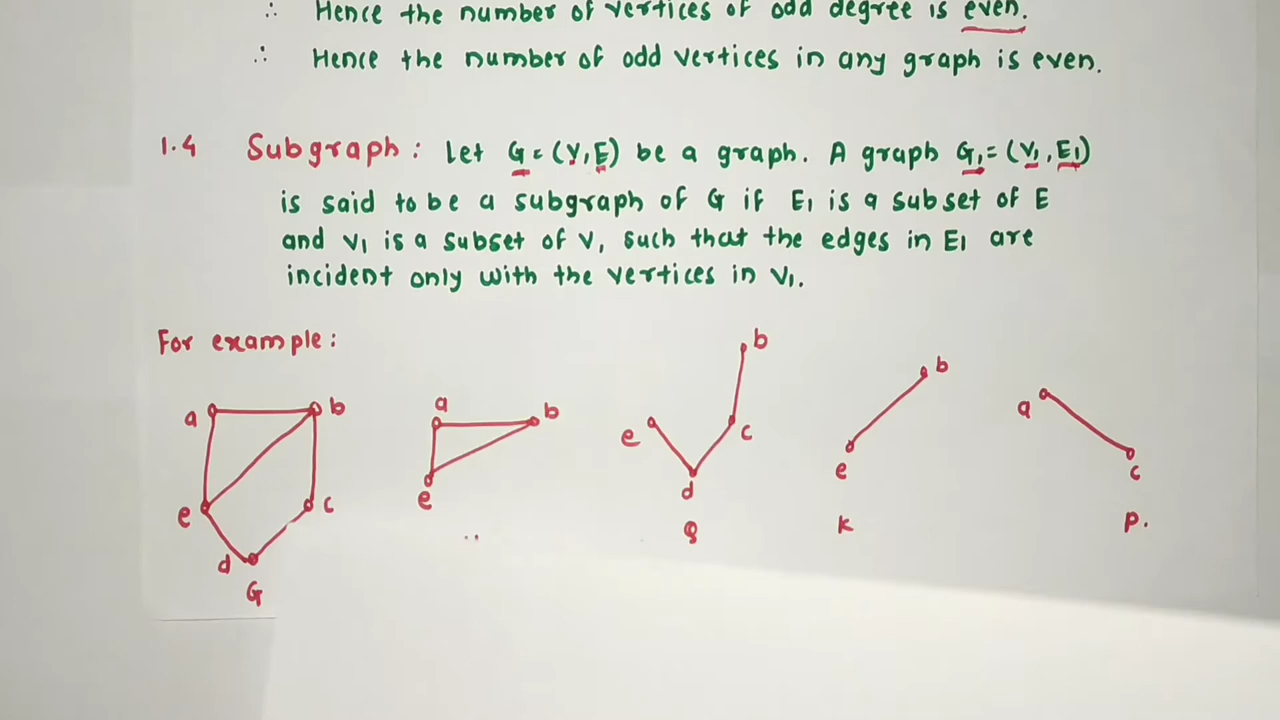 ∴ Hence the number of vertices of odd degree is even.
∴ Hence the number of odd vertices in any graph is even.
1.4 Subgraph : Let G = (V, E) be a graph. A graph G₁ = (V₁, E₁)
is said to be a subgraph of G if E₁ is a subset of E
and V₁ is a subset of V, such that the edges in E₁ are
incident only with the vertices in V₁.
For example :
a b e c d G
a b e
b e c d
b e K
a c P.